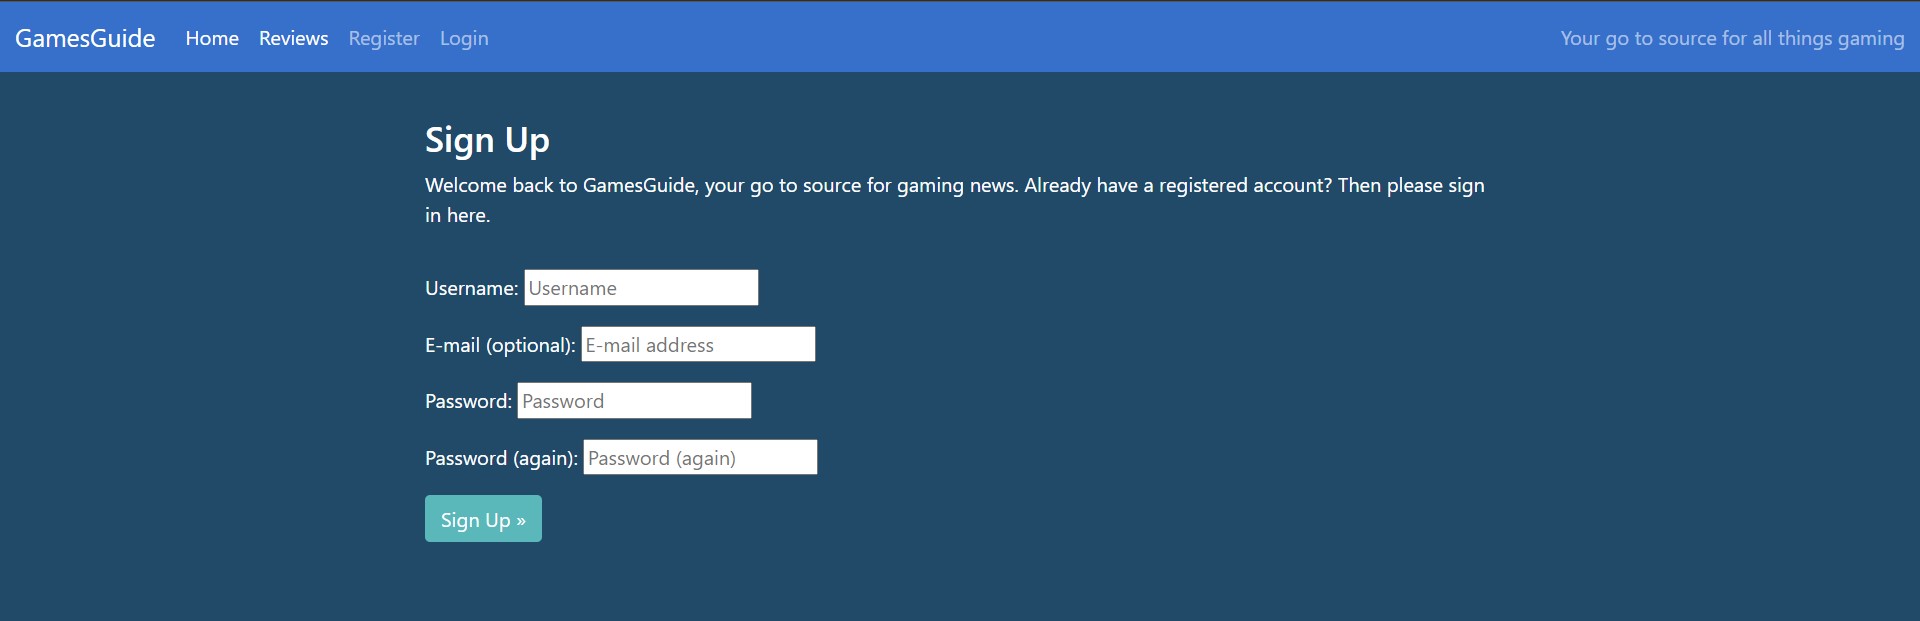 GamesGuide Home Reviews Register Login Your go to source for all things gaming
Sign Up
Welcome back to GamesGuide, your go to source for gaming news. Already have a registered account? Then please sign
in here.
Username: Username
E-mail (optional): E-mail address
Password: Password
Password (again): Password (again)
Sign Up »